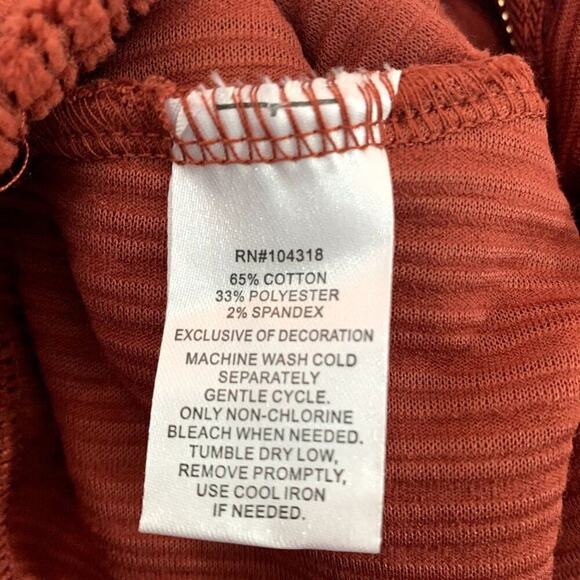 RN#104318
65% COTTON
33% POLYESTER
2% SPANDEX
EXCLUSIVE OF DECORATION
MACHINE WASH COLD
SEPARATELY
GENTLE CYCLE.
ONLY NON-CHLORINE
BLEACH WHEN NEEDED.
TUMBLE DRY LOW,
REMOVE PROMPTLY,
USE COOL IRON
IF NEEDED.